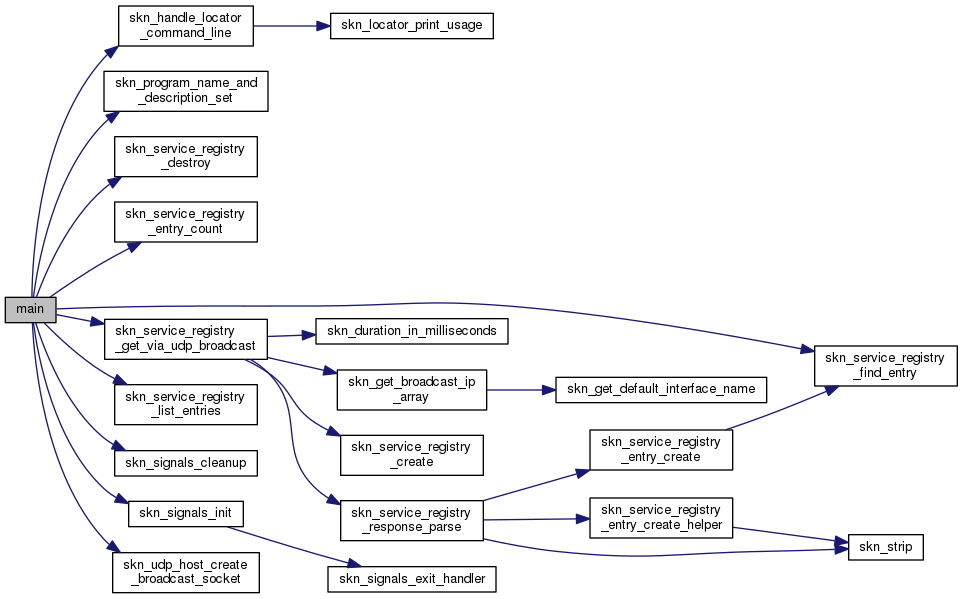 skn_handle_locator
_command_line
skn_locator_print_usage
skn_program_name_and
_description_set
skn_service_registry
_destroy
skn_service_registry
_entry_count
main
skn_service_registry
_get_via_udp_broadcast
skn_duration_in_milliseconds
skn_service_registry
_find_entry
skn_get_broadcast_ip
_array
skn_get_default_interface_name
skn_service_registry
_list_entries
skn_service_registry
_create
skn_service_registry
_entry_create
skn_signals_cleanup
skn_signals_init
skn_service_registry
_response_parse
skn_service_registry
_entry_create_helper
skn_strip
skn_udp_host_create
_broadcast_socket
skn_signals_exit_handler